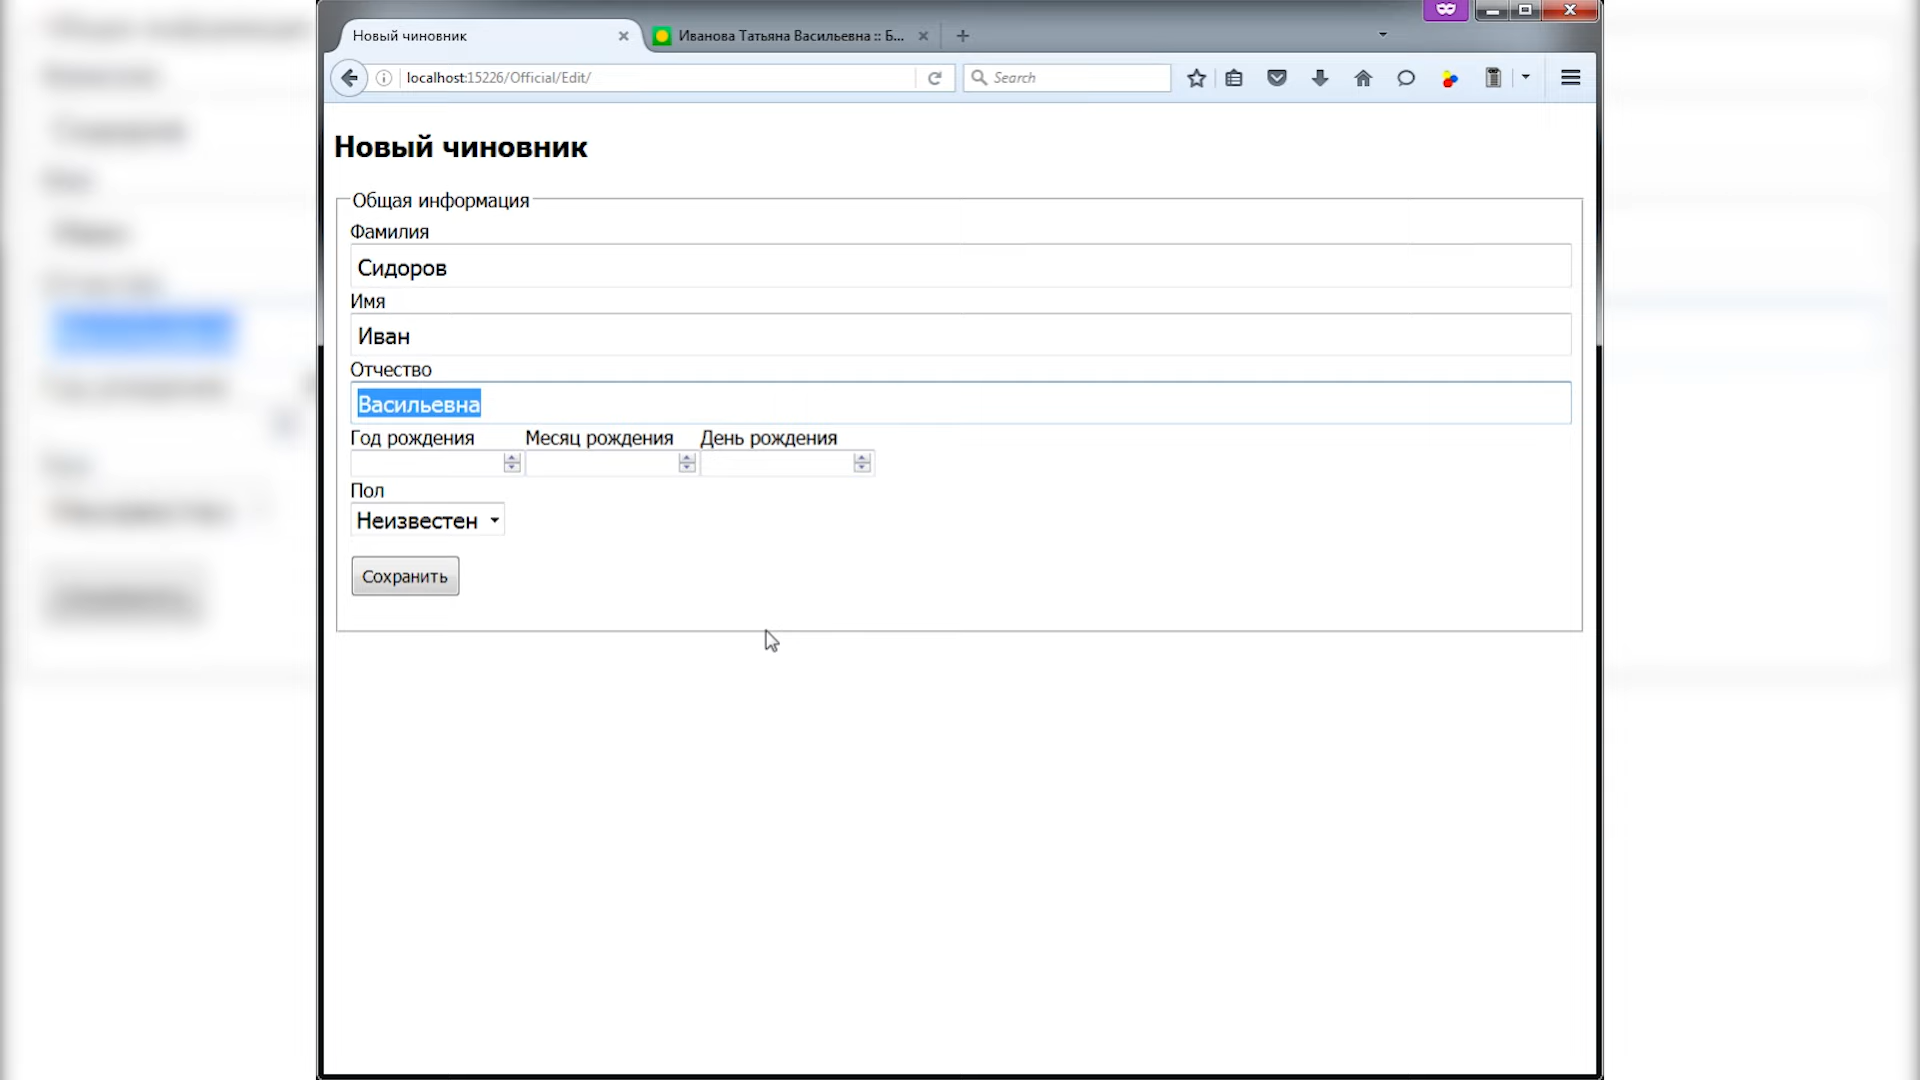 Новый чиновник
Иванова Татьяна Васильевна :: Б...
localhost:15226/Official/Edit/
Search
Новый чиновник
Общая информация
Фамилия
Сидоров
Имя
Иван
Отчество
Васильевна
Год рождения Месяц рождения День рождения
Пол
Неизвестен
Сохранить